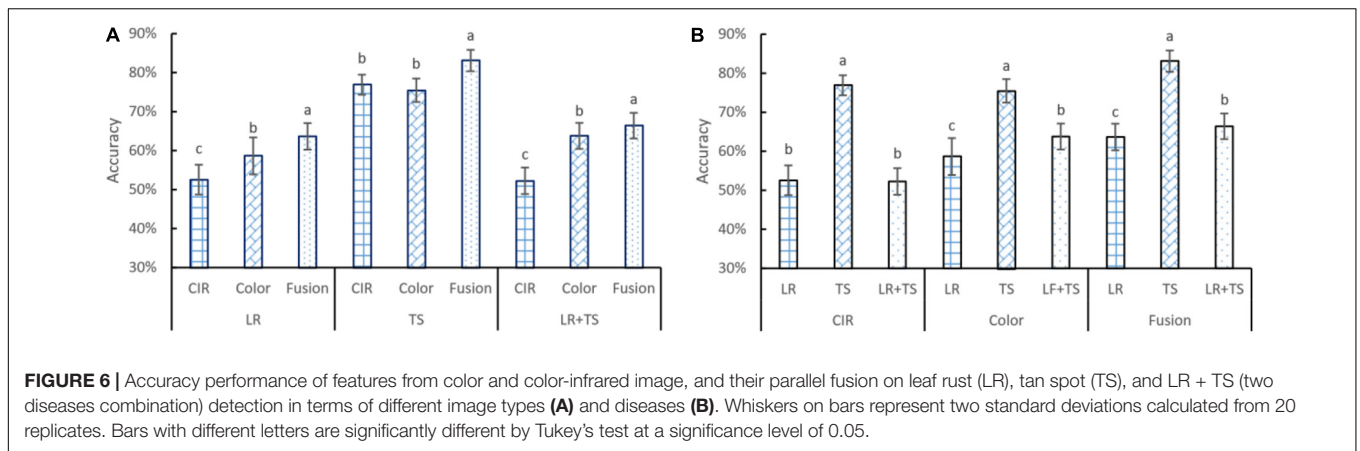 A
90%
80%
70%
60%
50%
40%
30%
Accuracy
c
b
a
b
b
a
c
b
a
CIR Color Fusion CIR Color Fusion CIR Color Fusion
LR TS LR+TS
B
90%
80%
70%
60%
50%
40%
30%
Accuracy
b
a
b
c
a
b
c
a
b
LR TS LR+TS LR TS LF+TS LR TS LR+TS
CIR Color Fusion
FIGURE 6 | Accuracy performance of features from color and color-infrared image, and their parallel fusion on leaf rust (LR), tan spot (TS), and LR + TS (two
diseases combination) detection in terms of different image types (A) and diseases (B). Whiskers on bars represent two standard deviations calculated from 20
replicates. Bars with different letters are significantly different by Tukey's test at a significance level of 0.05.